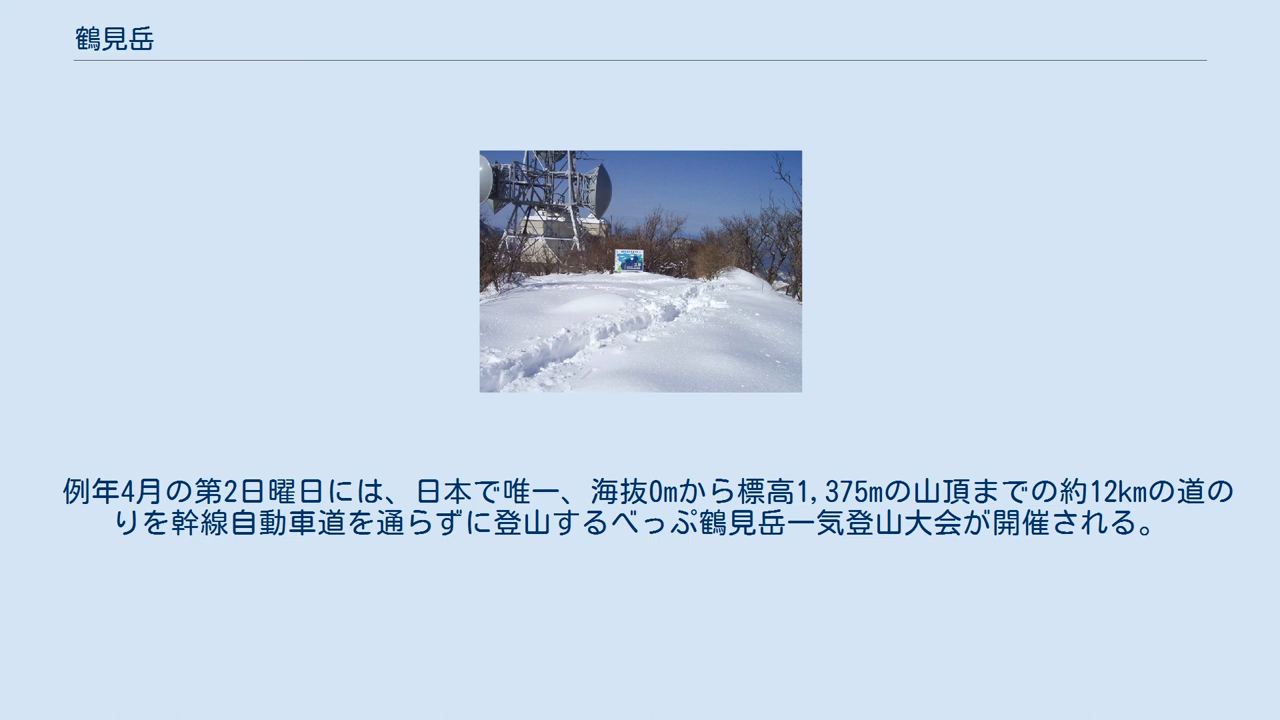 鶴見岳
例年4月の第2日曜日には、日本で唯一、海抜0mから標高1,375mの山頂までの約12kmの道の
りを幹線自動車道を通らずに登山するべっぷ鶴見岳一気登山大会が開催される。